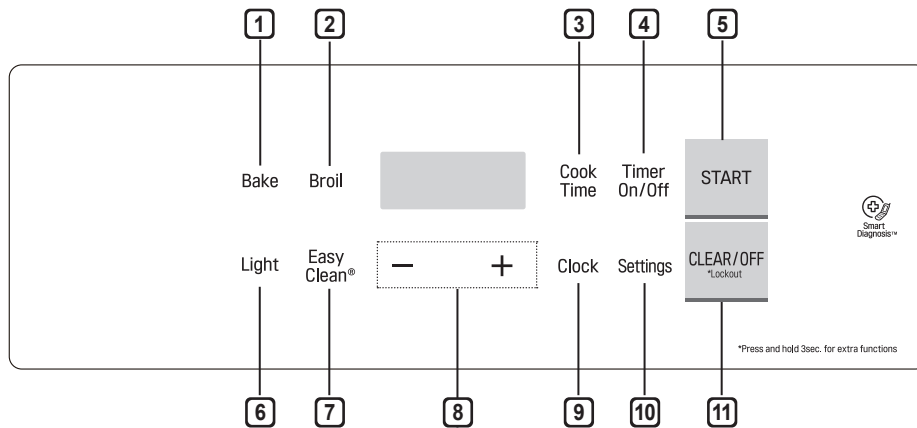 1 2 3 4 5
Bake Broil
Cook
Time
Timer
On/Off
START
Smart
Diagnosis™
Light
Easy
Clean®
− +
Clock
Settings
CLEAR/OFF
*Lockout
*Press and hold 3sec. for extra functions
6 7 8 9 10 11